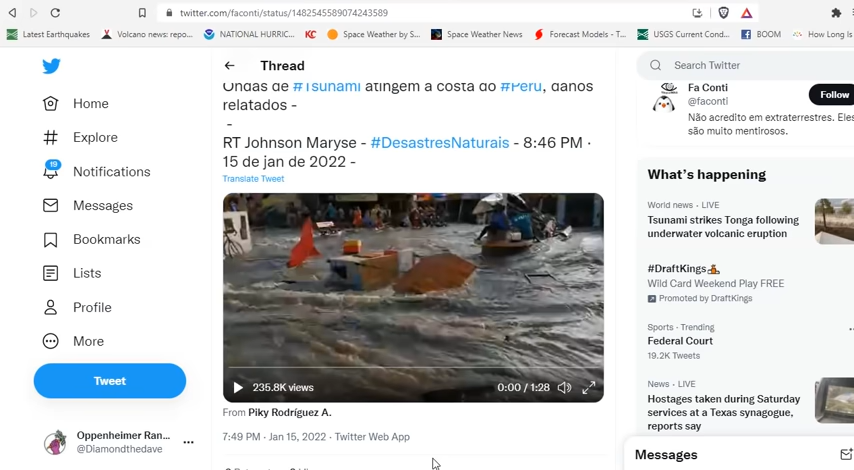 twitter.com/faconti/status/1482545589074243589
Latest Earthquakes
Volcano news: repo...
NATIONAL HURRIC...
KC
Space Weather by S...
Space Weather News
Forecast Models - T...
USGS Current Cond...
BOOM
How Long Is
Home
Explore
19
Notifications
Messages
Bookmarks
Lists
Profile
More
Tweet
Oppenheimer Ran...
@Diamondthedave
Thread
Ondas de #Tsunami atingem a costa do #Peru, danos
relatados -
-
RT Johnson Maryse - #DesastresNaturais - 8:46 PM ·
15 de jan de 2022 -
Translate Tweet
235.8K views
0:00 / 1:28
From Piky Rodríguez A.
7:49 PM · Jan 15, 2022 · Twitter Web App
Search Twitter
Fa Conti
@faconti
Follow
Não acredito em extraterrestres. Eles
são muito mentirosos.
What's happening
World news · LIVE
Tsunami strikes Tonga following
underwater volcanic eruption
#DraftKings
Wild Card Weekend Play FREE
Promoted by DraftKings
Sports · Trending
Federal Court
19.2K Tweets
News · LIVE
Hostages taken during Saturday
services at a Texas synagogue,
reports say
Messages